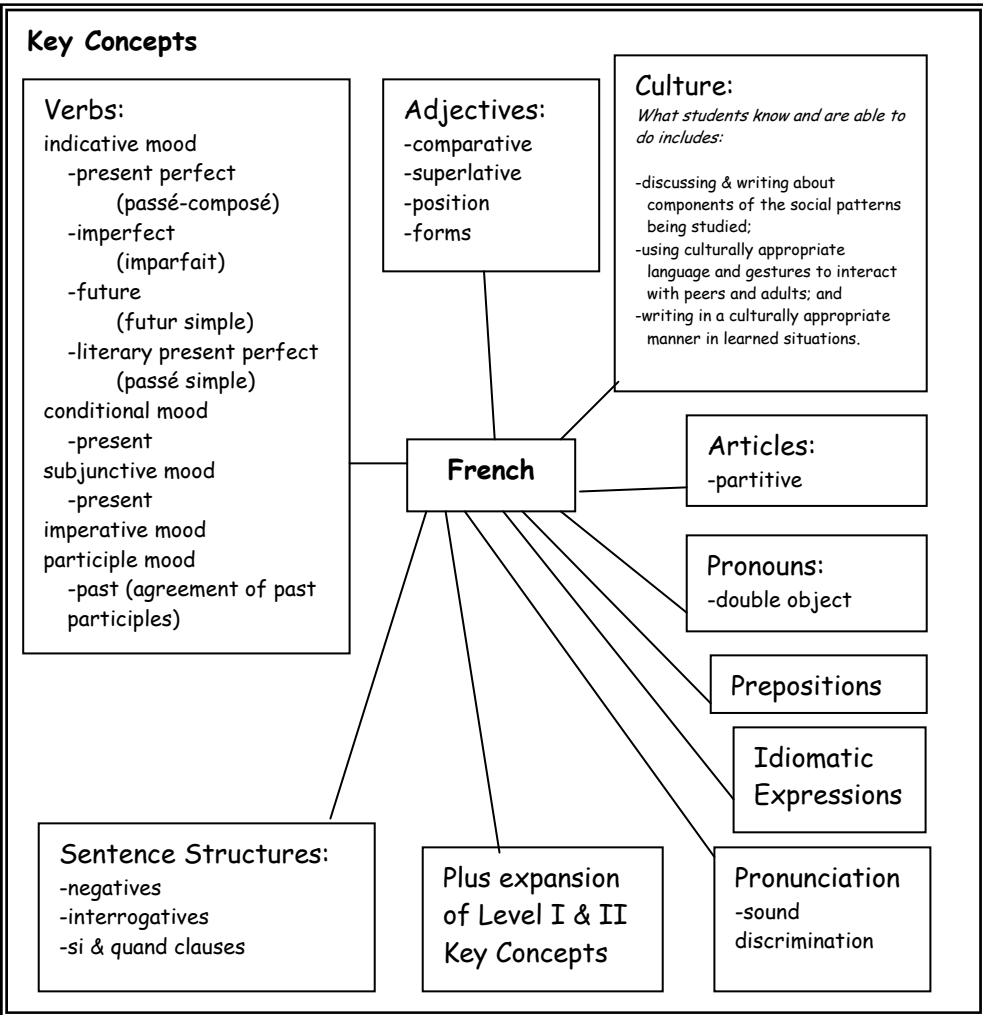 Key Concepts
Verbs:
indicative mood
-present perfect
(passé-composé)
-imperfect
(imparfait)
-future
(futur simple)
-literary present perfect
(passé simple)
conditional mood
-present
subjunctive mood
-present
imperative mood
participle mood
-past (agreement of past
participles)
Adjectives:
-comparative
-superlative
-position
-forms
Culture:
What students know and are able to
do includes:
-discussing & writing about
components of the social patterns
being studied;
-using culturally appropriate
language and gestures to interact
with peers and adults; and
-writing in a culturally appropriate
manner in learned situations.
French
Articles:
-partitive
Pronouns:
-double object
Prepositions
Idiomatic
Expressions
Sentence Structures:
-negatives
-interrogatives
-si & quand clauses
Plus expansion
of Level I & II
Key Concepts
Pronunciation
-sound
discrimination